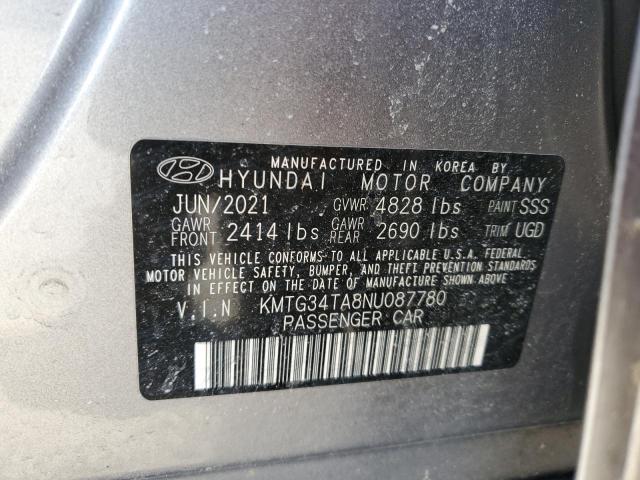 MANUFACTURED IN KOREA BY
HYUNDAI MOTOR COMPANY
JUN/2021 GVWR 4828 lbs PAINT SSS
GAWR FRONT 2414 lbs GAWR REAR 2690 lbs TRIM UGD
THIS VEHICLE CONFORMS TO ALL APPLICABLE U.S.A. FEDERAL
MOTOR VEHICLE SAFETY, BUMPER, AND THEFT PREVENTION STANDARDS
IN EFFECT ON THE DATE OF MANUFACTURE SHOWN ABOVE
V.I.N KMTG34TA8NU087780
PASSENGER CAR